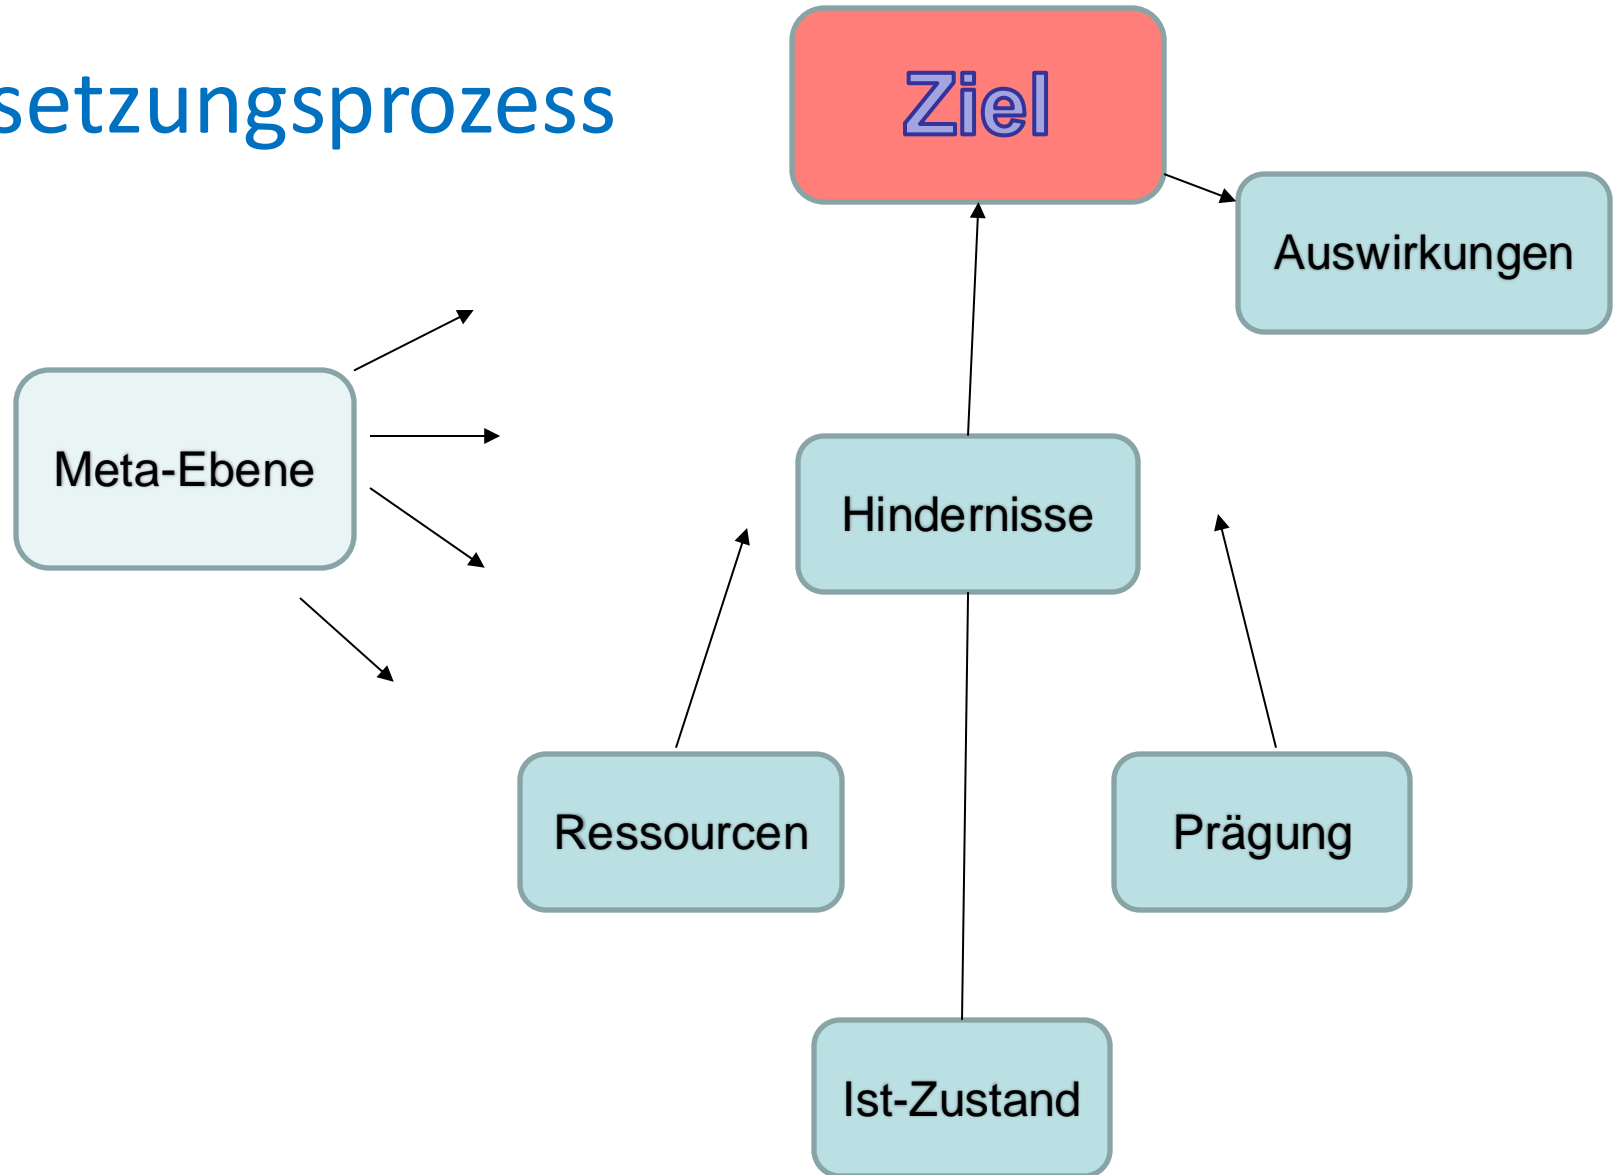 setzungsprozess
Ziel
Auswirkungen
Meta-Ebene
Hindernisse
Ressourcen
Prägung
Ist-Zustand